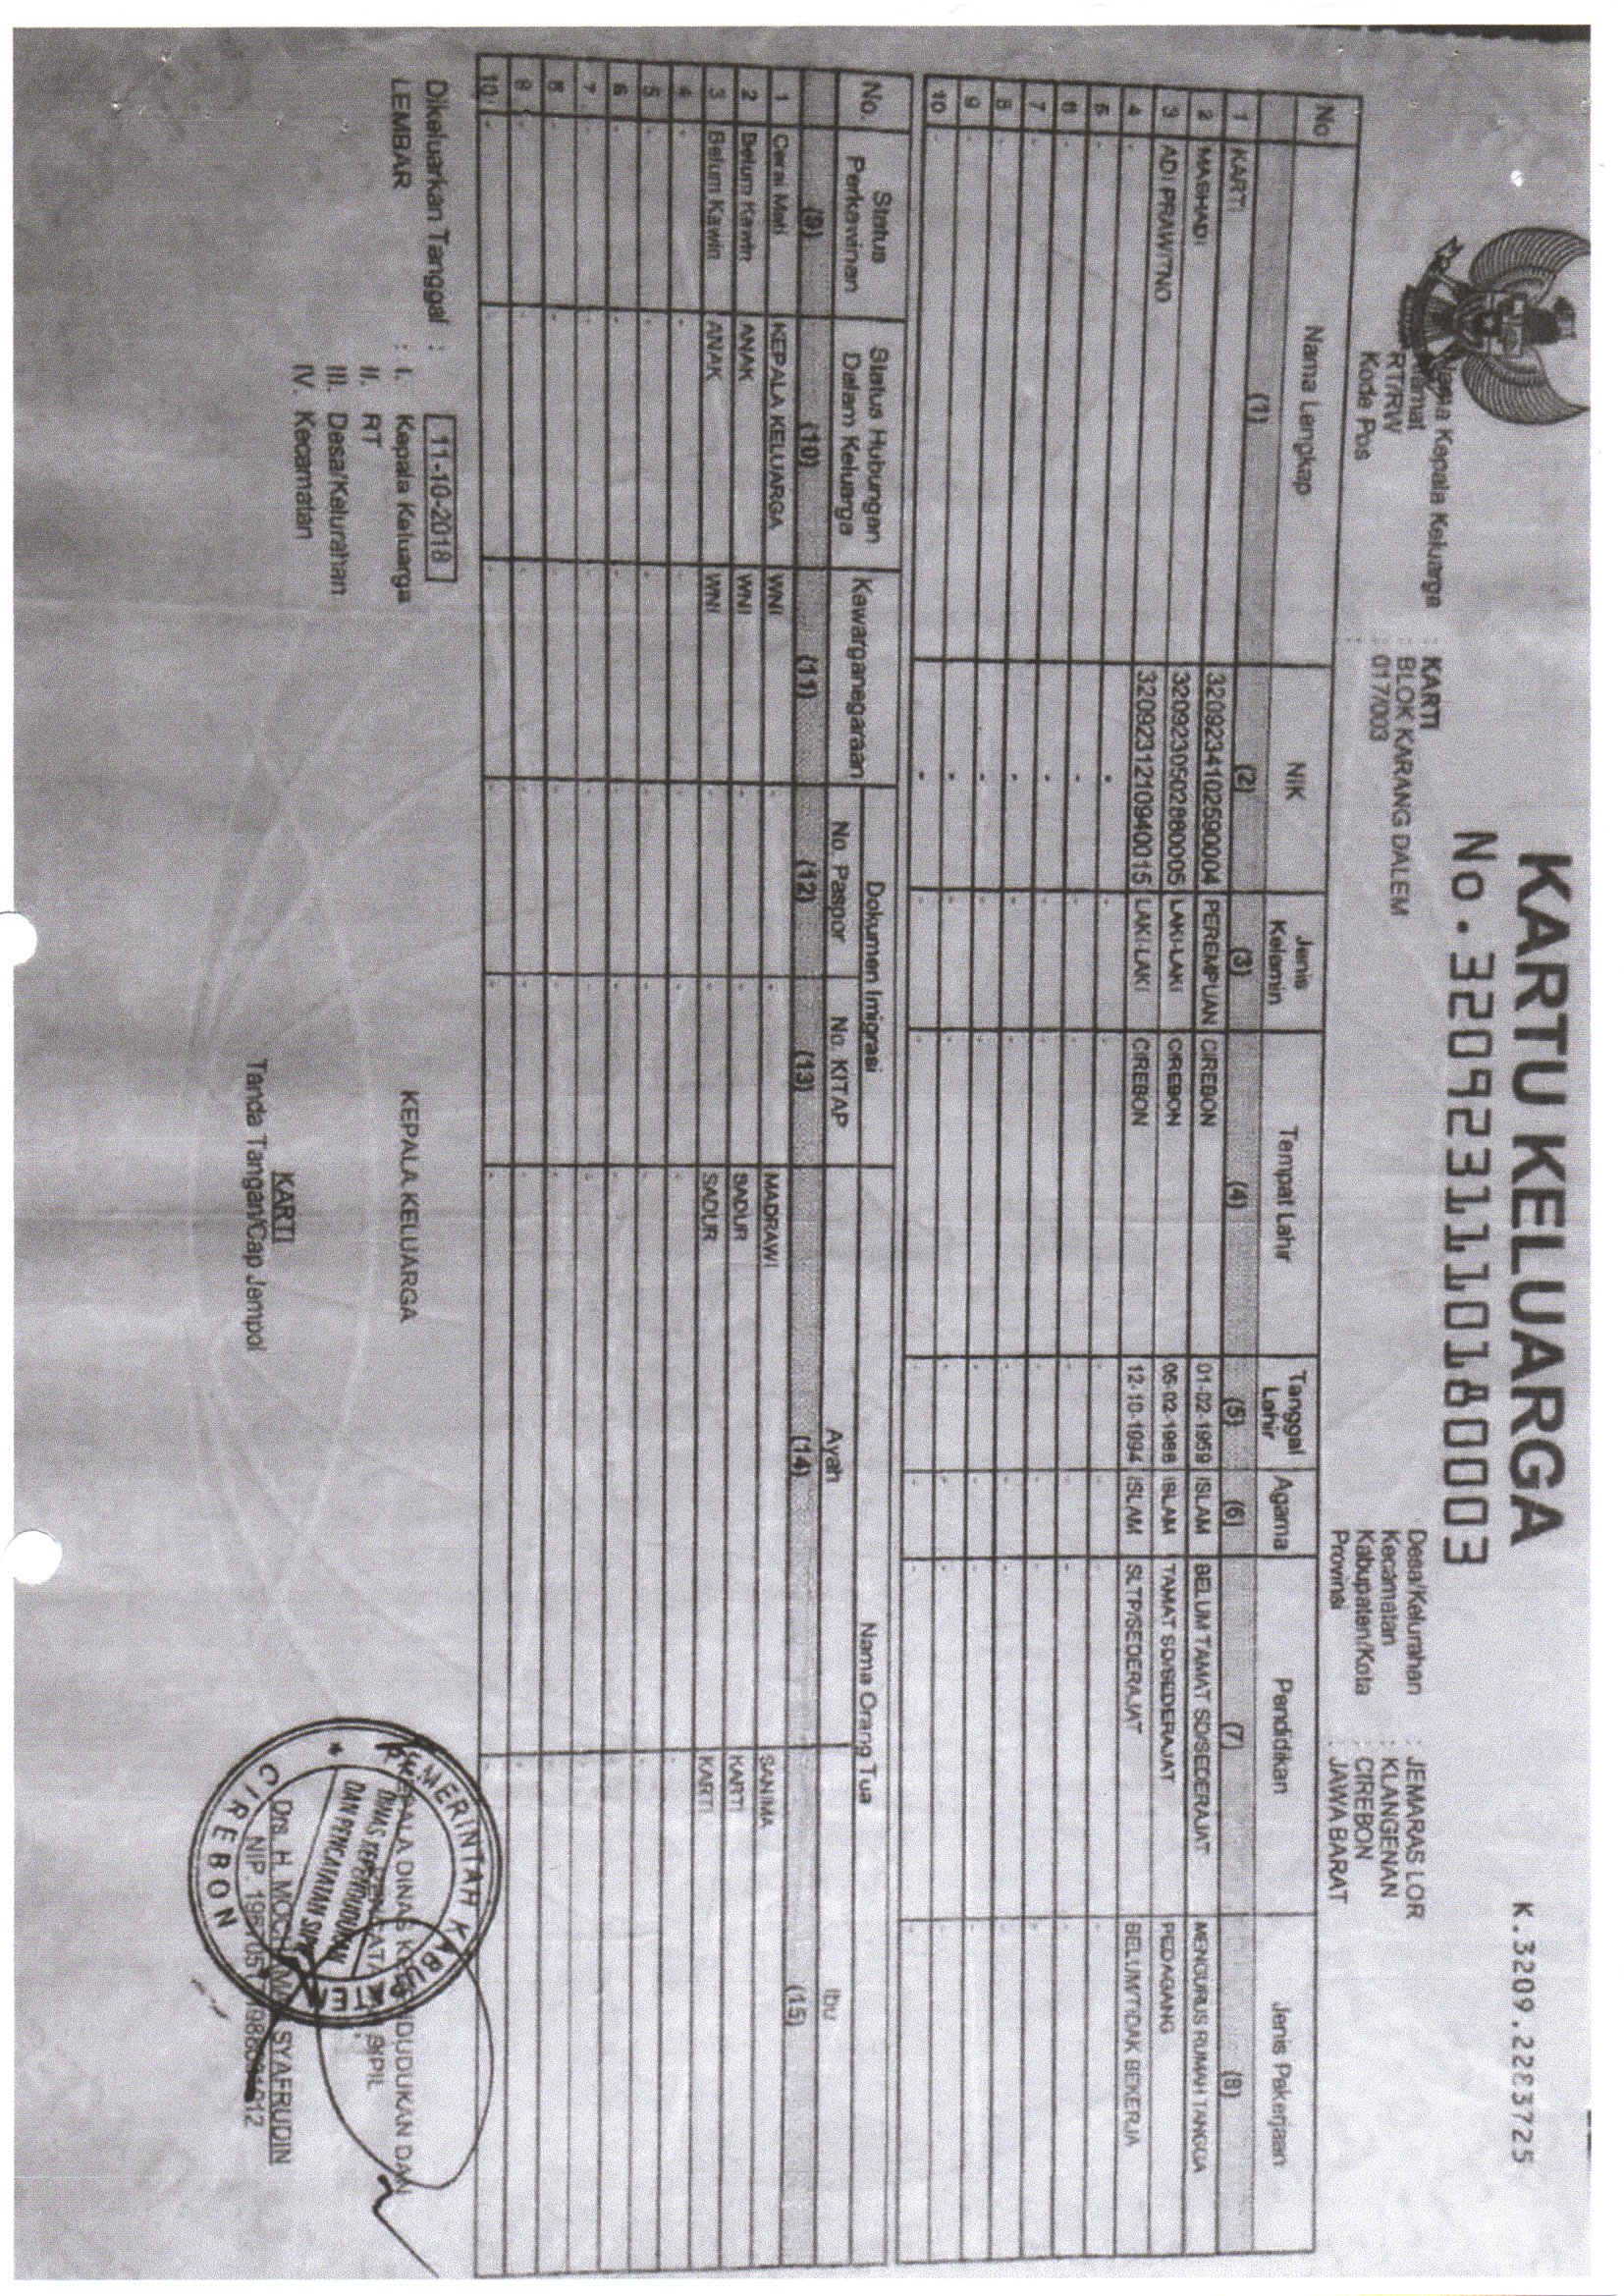 KARTU KELUARGA
No. 3209231110180003
K.3209.2283725
Nama Kepala Keluarga : KARTI
Alamat : BLOK KARANG DALEM
RT/RW : 017/003
Kode Pos :
Desa/Kelurahan : JEMARAS LOR
Kecamatan : KLANGENAN
Kabupaten/Kota : CIREBON
Provinsi : JAWA BARAT
No Nama Lengkap NIK Jenis Kelamin Tempat Lahir Tanggal Lahir Agama Pendidikan Jenis Pekerjaan
(1) (2) (3) (4) (5) (6) (7) (8)
1 KARTI 3209234102590004 PEREMPUAN CIREBON 01-02-1959 ISLAM BELUM TAMAT SD/SEDERAJAT MENGURUS RUMAH TANGGA
2 MASHADI 3209230502880005 LAKI-LAKI CIREBON 05-02-1988 ISLAM TAMAT SD/SEDERAJAT PEDAGANG
3 ADI PRAWITNO 3209231210940015 LAKI-LAKI CIREBON 12-10-1994 ISLAM SLTP/SEDERAJAT BELUM/TIDAK BEKERJA
4 - - - - - - - -
5 - - - - - - - -
6 - - - - - - - -
7 - - - - - - - -
8 - - - - - - - -
9 - - - - - - - -
10 - - - - - - - -
No. Status Perkawinan Status Hubungan Dalam Keluarga Kewarganegaraan Dokumen Imigrasi Nama Orang Tua
No. Paspor No. KITAP Ayah Ibu
(9) (10) (11) (12) (13) (14) (15)
1 Cerai Mati KEPALA KELUARGA WNI - - MADRAWI SANIMA
2 Belum Kawin ANAK WNI - - SADUR KARTI
3 Belum Kawin ANAK WNI - - SADUR KARTI
4 - - - - - - -
5 - - - - - - -
6 - - - - - - -
7 - - - - - - -
8 - - - - - - -
9 - - - - - - -
10 - - - - - - -
Dikeluarkan Tanggal : 11-10-2018
LEMBAR : I. Kepala Keluarga
II. RT
III. Desa/Kelurahan
IV. Kecamatan
KEPALA KELUARGA
KARTI
Tanda Tangan/Cap Jempol
KEPALA DINAS KEPENDUDUKAN DAN
PENCATATAN SIPIL
PEMERINTAH KABUPATEN
DINAS KEPENDUDUKAN
DAN PENCATATAN SIPIL
CIREBON
Drs. H. MOCHAMAD SYAFRUDIN
NIP.